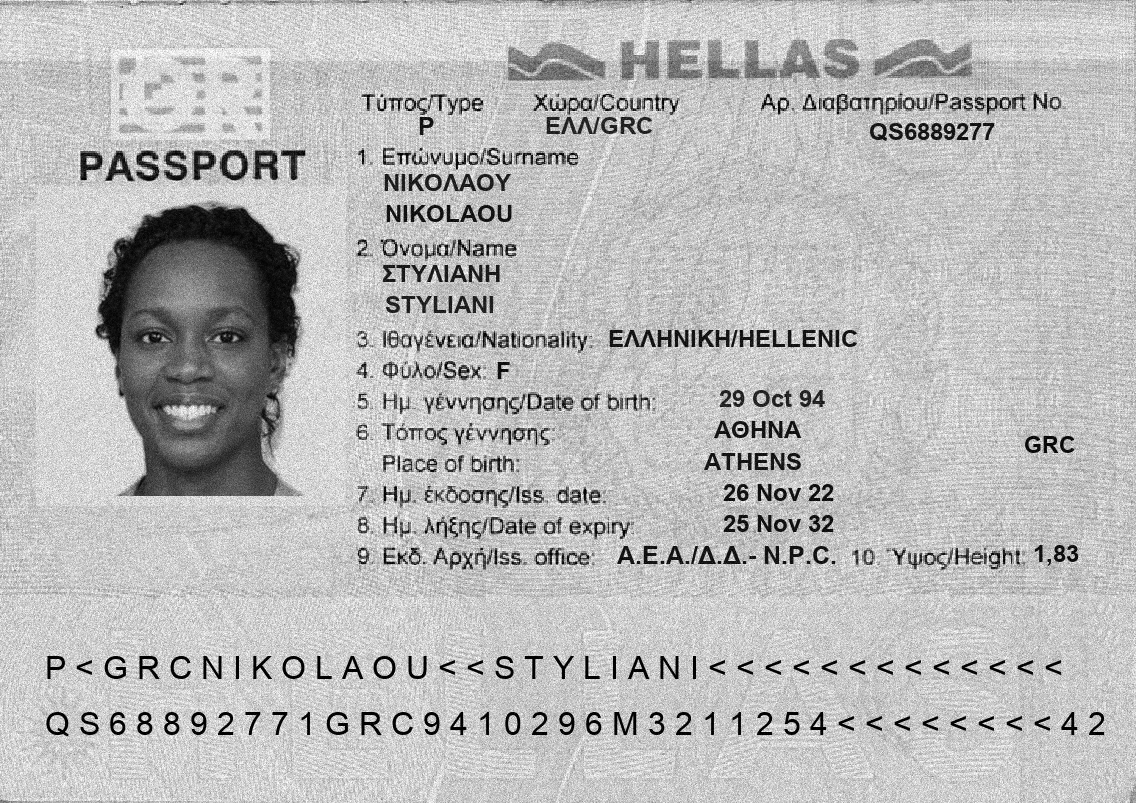 HELLAS
GR
PASSPORT
Τύπος/Type Χώρα/Country Αρ. Διαβατηρίου/Passport No.
P ΕΛΛ/GRC QS6889277
1. Επώνυμο/Surname
ΝΙΚΟΛΑΟΥ
NIKOLAOU
2. Όνομα/Name
ΣΤΥΛΙΑΝΗ
STYLIANI
3. Ιθαγένεια/Nationality: ΕΛΛΗΝΙΚΗ/HELLENIC
4. Φύλο/Sex: F
5. Ημ. γέννησης/Date of birth: 29 Oct 94
6. Τόπος γέννησης: ΑΘΗΝΑ
GRC
Place of birth: ATHENS
7. Ημ. έκδοσης/Iss. date: 26 Nov 22
8. Ημ. λήξης/Date of expiry: 25 Nov 32
9. Εκδ. Αρχή/Iss. office: Α.Ε.Α./Δ.Δ.- N.P.C. 10. Ύψος/Height: 1,83
P<GRCNIKOLAOU<<STYLIANI<<<<<<<<<<<<<
QS68892771GRC9410296M3211254<<<<<<<<42
HELLAS